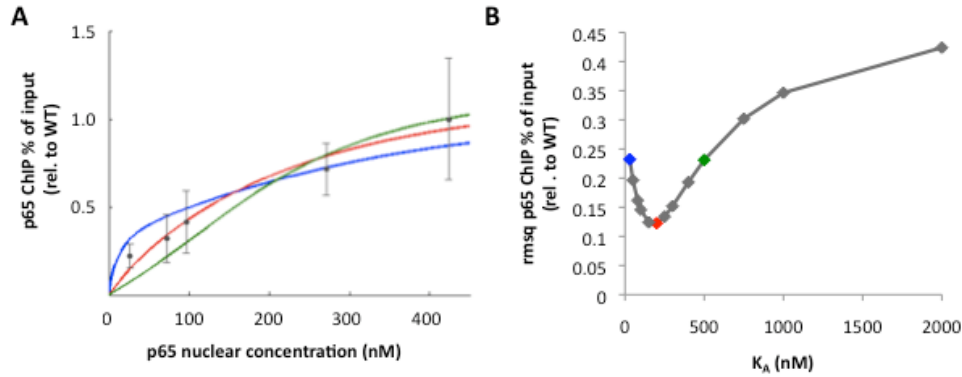 A
1.5
1.0
0.5
p65 ChIP % of input
(rel. to WT)
0
100
200
300
400
p65 nuclear concentration (nM)
B
0.45
0.4
0.35
0.3
0.25
0.2
0.15
0.1
0.05
0
rmsq p65 ChIP % of input
(rel . to WT)
0
500
1000
1500
2000
KA (nM)